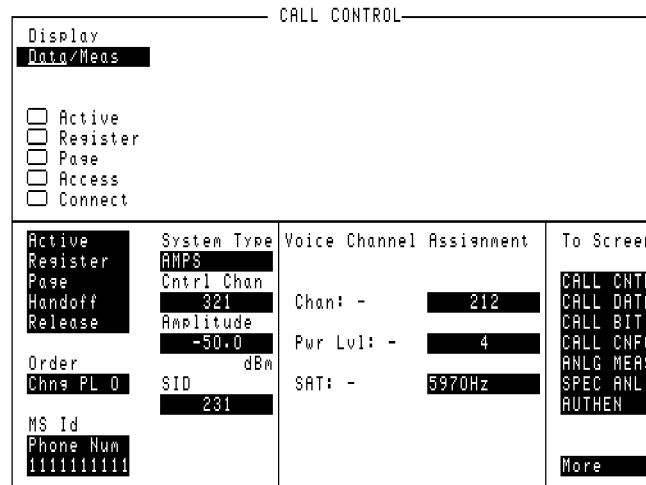 CALL CONTROL
Display
Data/Meas
Active
Register
Page
Access
Connect
Active
Register
Page
Handoff
Release
Order
Chng PL 0
MS Id
Phone Num
1111111111
System Type
AMPS
Cntrl Chan
321
Amplitude
-50.0
dBm
SID
231
Voice Channel Assignment
Chan: - 212
Pwr Lvl: - 4
SAT: - 5970Hz
To Screen
CALL CNT
CALL DAT
CALL BIT
CALL CNF
ANLG MEAS
SPEC ANL
AUTHEN
More